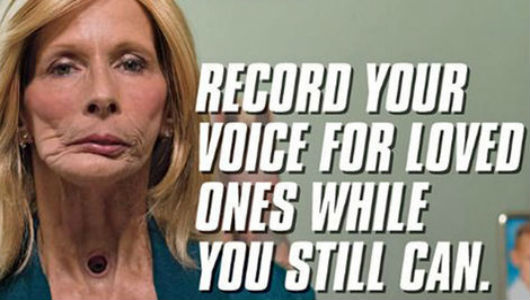 RECORD YOUR
VOICE FOR LOVED
ONES WHILE
YOU STILL CAN.